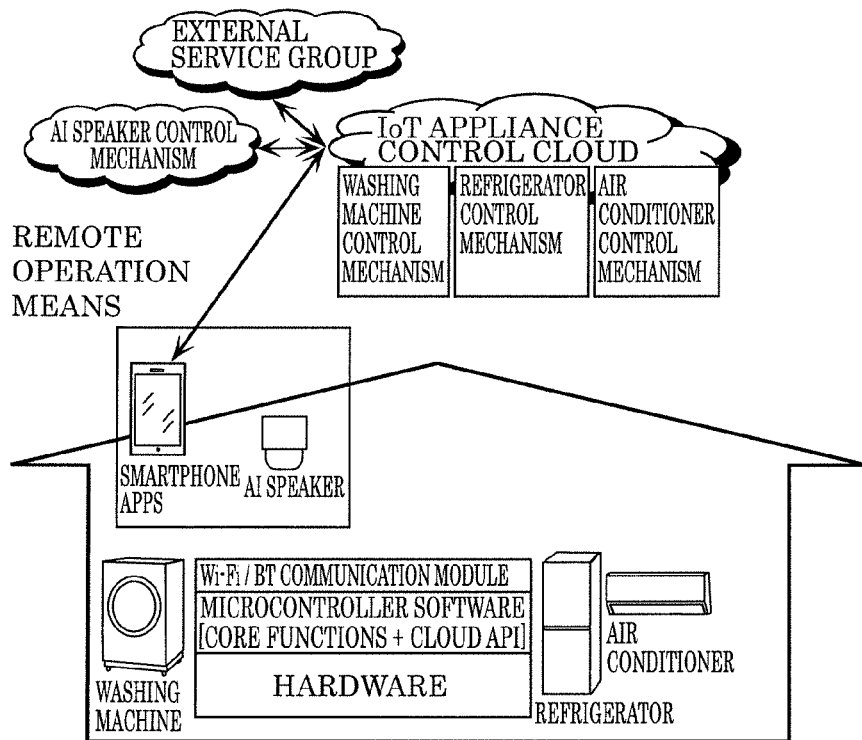 EXTERNAL
SERVICE GROUP
AI SPEAKER CONTROL
MECHANISM
IoT APPLIANCE
CONTROL CLOUD
WASHING
MACHINE
CONTROL
MECHANISM
REFRIGERATOR
CONTROL
MECHANISM
AIR
CONDITIONER
CONTROL
MECHANISM
REMOTE
OPERATION
MEANS
SMARTPHONE
APPS
AI SPEAKER
Wi-Fi / BT COMMUNICATION MODULE
MICROCONTROLLER SOFTWARE
[CORE FUNCTIONS + CLOUD API]
HARDWARE
WASHING
MACHINE
REFRIGERATOR
AIR
CONDITIONER